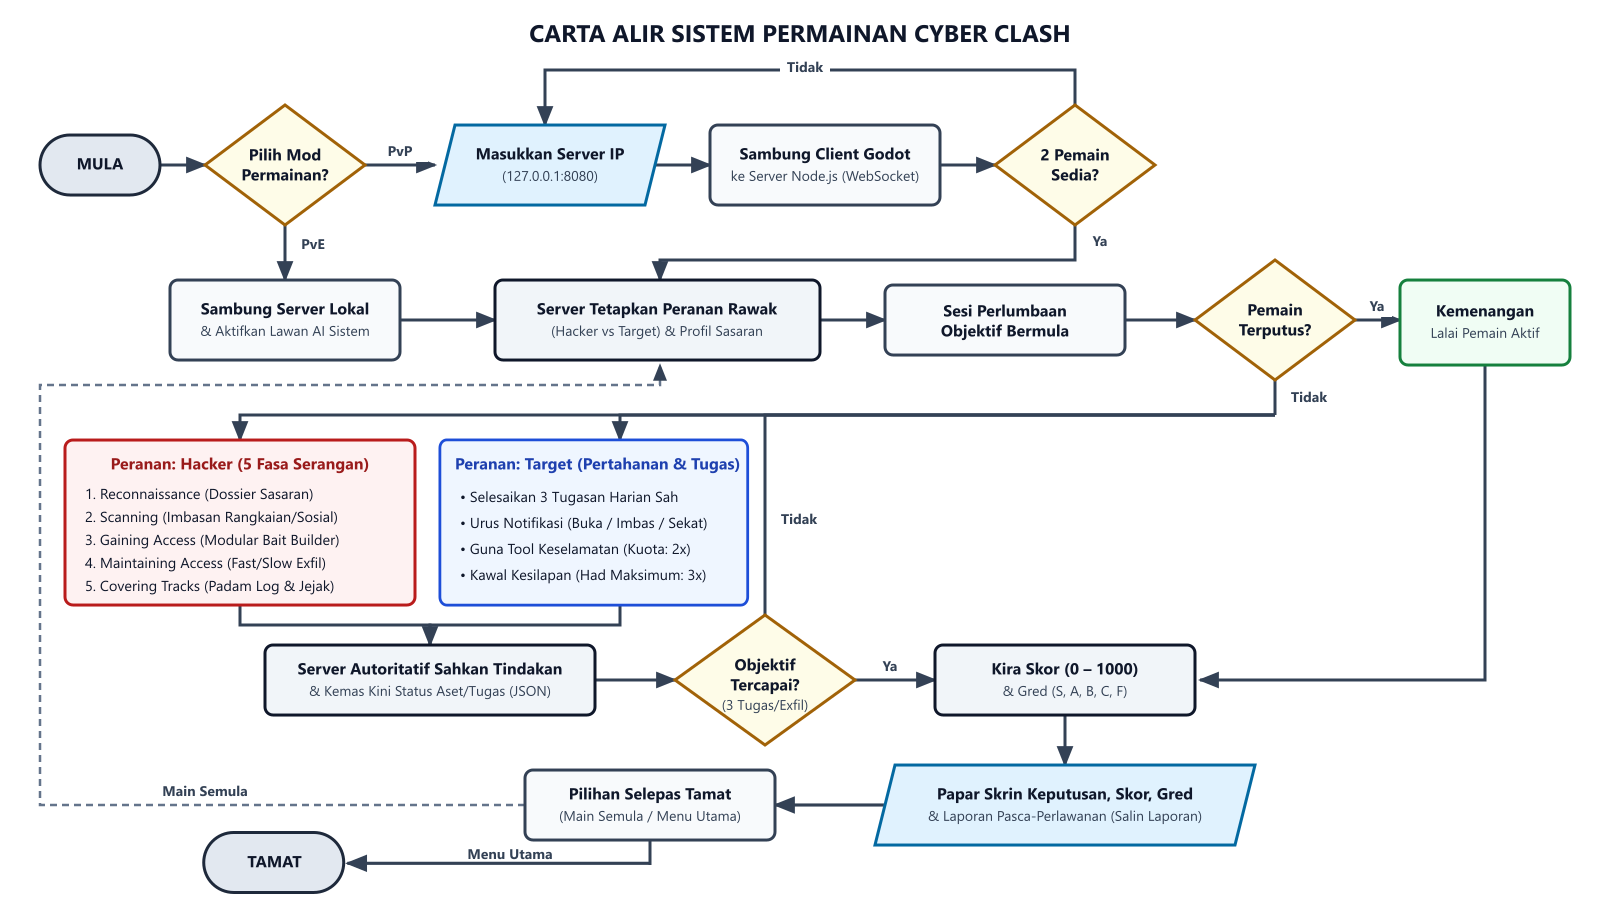 CARTA ALIR SISTEM PERMAINAN CYBER CLASH
Tidak
MULA
Pilih Mod
Permainan?
PvP
Masukkan Server IP
(127.0.0.1:8080)
Sambung Client Godot
ke Server Node.js (WebSocket)
2 Pemain
Sedia?
PvE
Ya
Sambung Server Lokal
& Aktifkan Lawan AI Sistem
Server Tetapkan Peranan Rawak
(Hacker vs Target) & Profil Sasaran
Sesi Perlumbaan
Objektif Bermula
Pemain
Terputus?
Ya
Kemenangan
Lalai Pemain Aktif
Tidak
Peranan: Hacker (5 Fasa Serangan)
1. Reconnaissance (Dossier Sasaran)
2. Scanning (Imbasan Rangkaian/Sosial)
3. Gaining Access (Modular Bait Builder)
4. Maintaining Access (Fast/Slow Exfil)
5. Covering Tracks (Padam Log & Jejak)
Peranan: Target (Pertahanan & Tugas)
• Selesaikan 3 Tugasan Harian Sah
• Urus Notifikasi (Buka / Imbas / Sekat)
• Guna Tool Keselamatan (Kuota: 2x)
• Kawal Kesilapan (Had Maksimum: 3x)
Tidak
Server Autoritatif Sahkan Tindakan
& Kemas Kini Status Aset/Tugas (JSON)
Objektif
Tercapai?
(3 Tugas/Exfil)
Ya
Kira Skor (0 – 1000)
& Gred (S, A, B, C, F)
Main Semula
Pilihan Selepas Tamat
(Main Semula / Menu Utama)
Papar Skrin Keputusan, Skor, Gred
& Laporan Pasca-Perlawanan (Salin Laporan)
Menu Utama
TAMAT